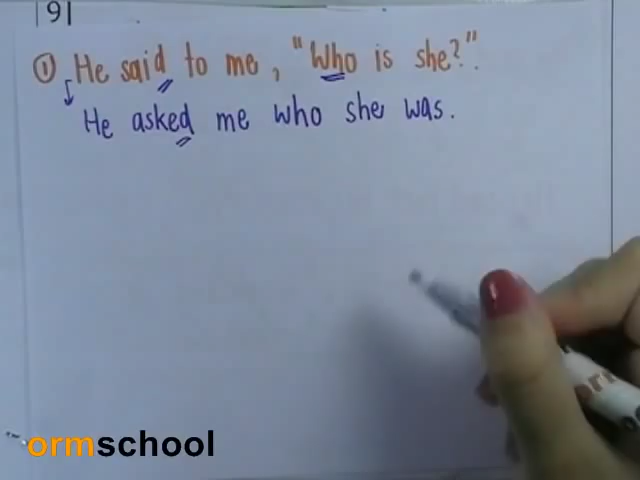 |9|
① He said to me, "Who is she?".
He asked me who she was.
ormschool